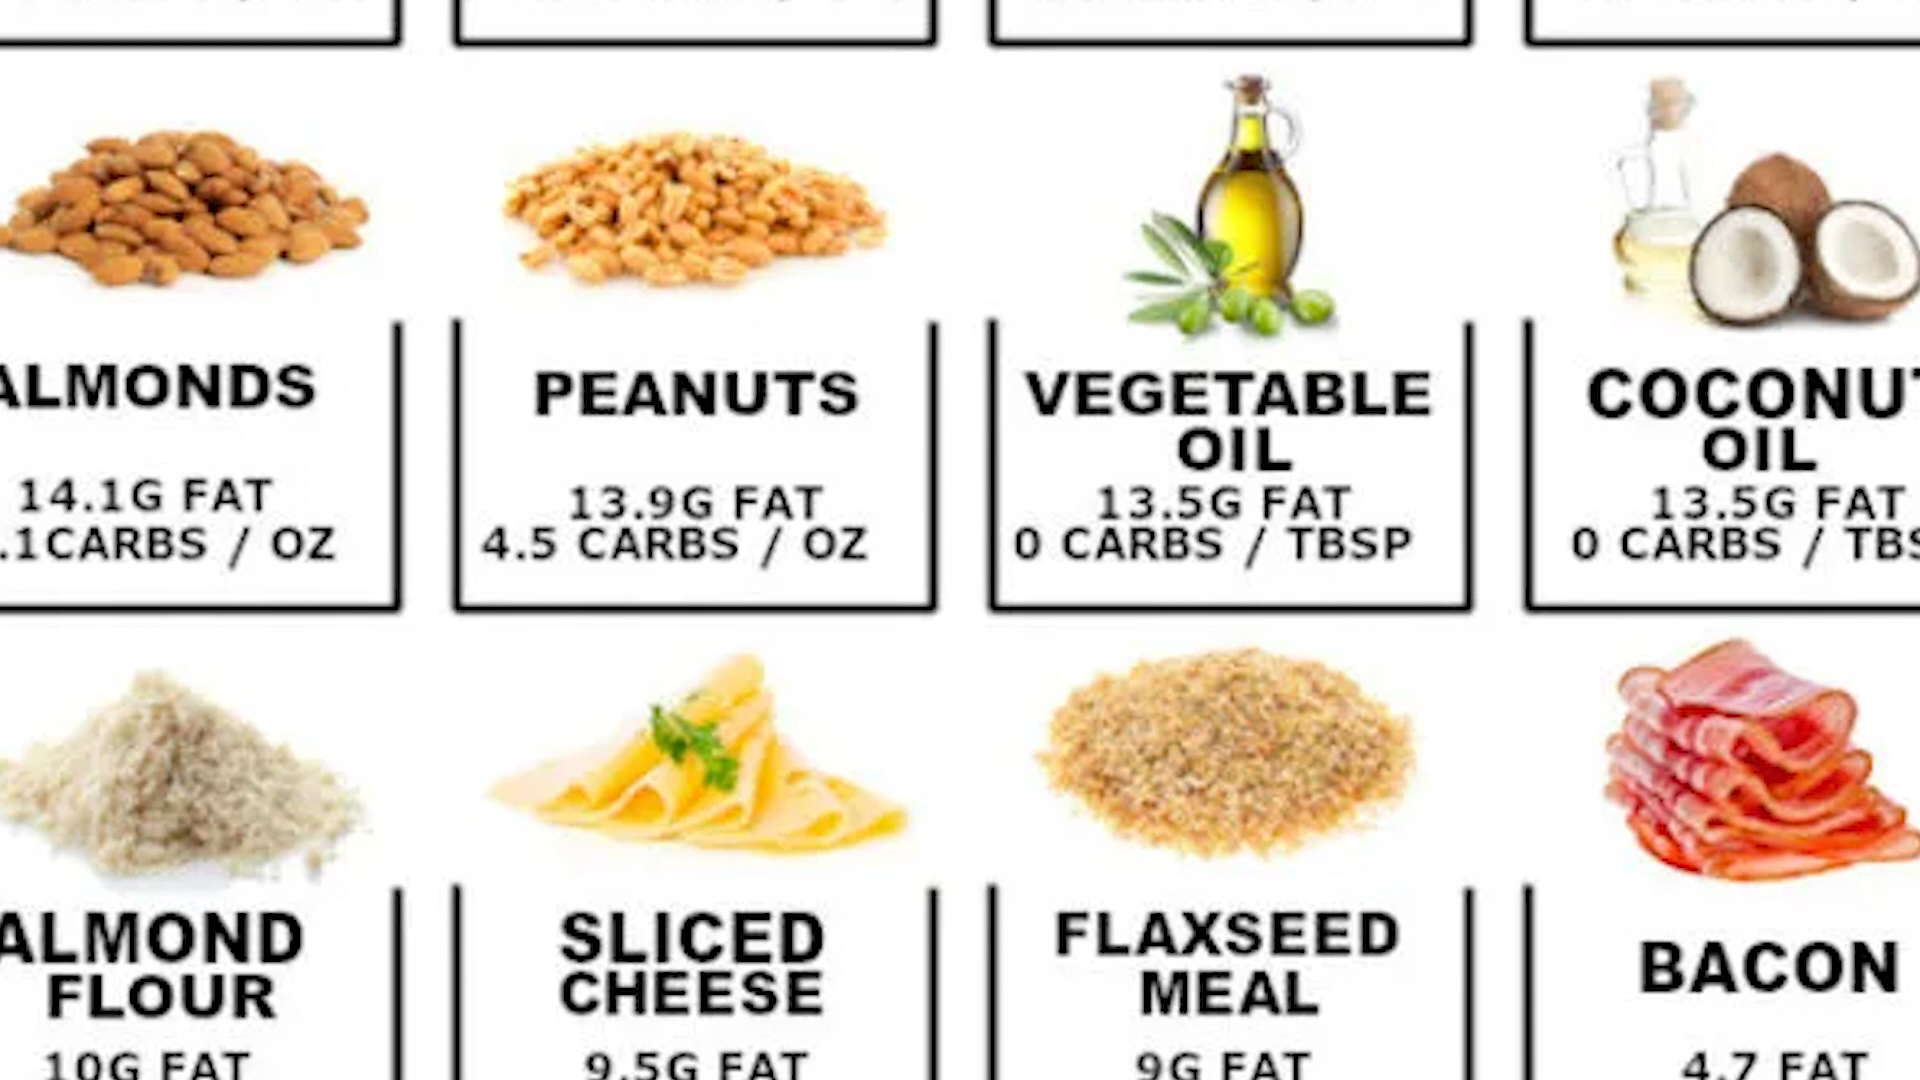 ALMONDS
14.1G FAT
.1CARBS / OZ
PEANUTS
13.9G FAT
4.5 CARBS / OZ
VEGETABLE
OIL
13.5G FAT
0 CARBS / TBSP
COCONUT
OIL
13.5G FAT
0 CARBS / TBS
ALMOND
FLOUR
10G FAT
SLICED
CHEESE
9.5G FAT
FLAXSEED
MEAL
9G FAT
BACON
4.7 FAT